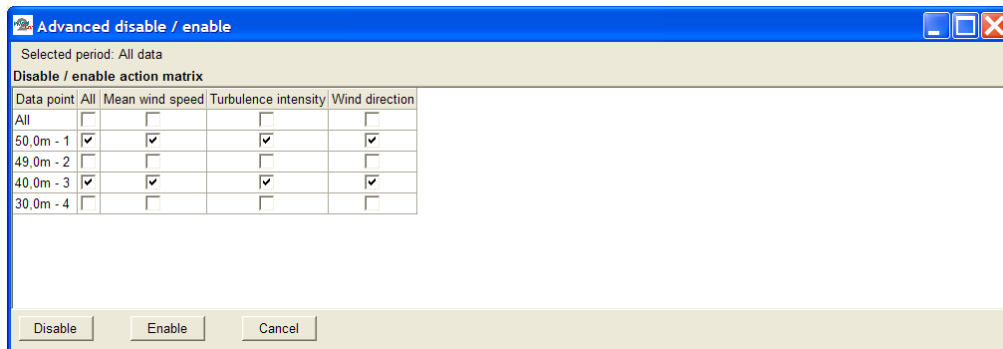 Advanced disable / enable
Selected period: All data
Disable / enable action matrix
Data point All Mean wind speed Turbulence intensity Wind direction
All
50,0m - 1
49,0m - 2
40,0m - 3
30,0m - 4
Disable Enable Cancel